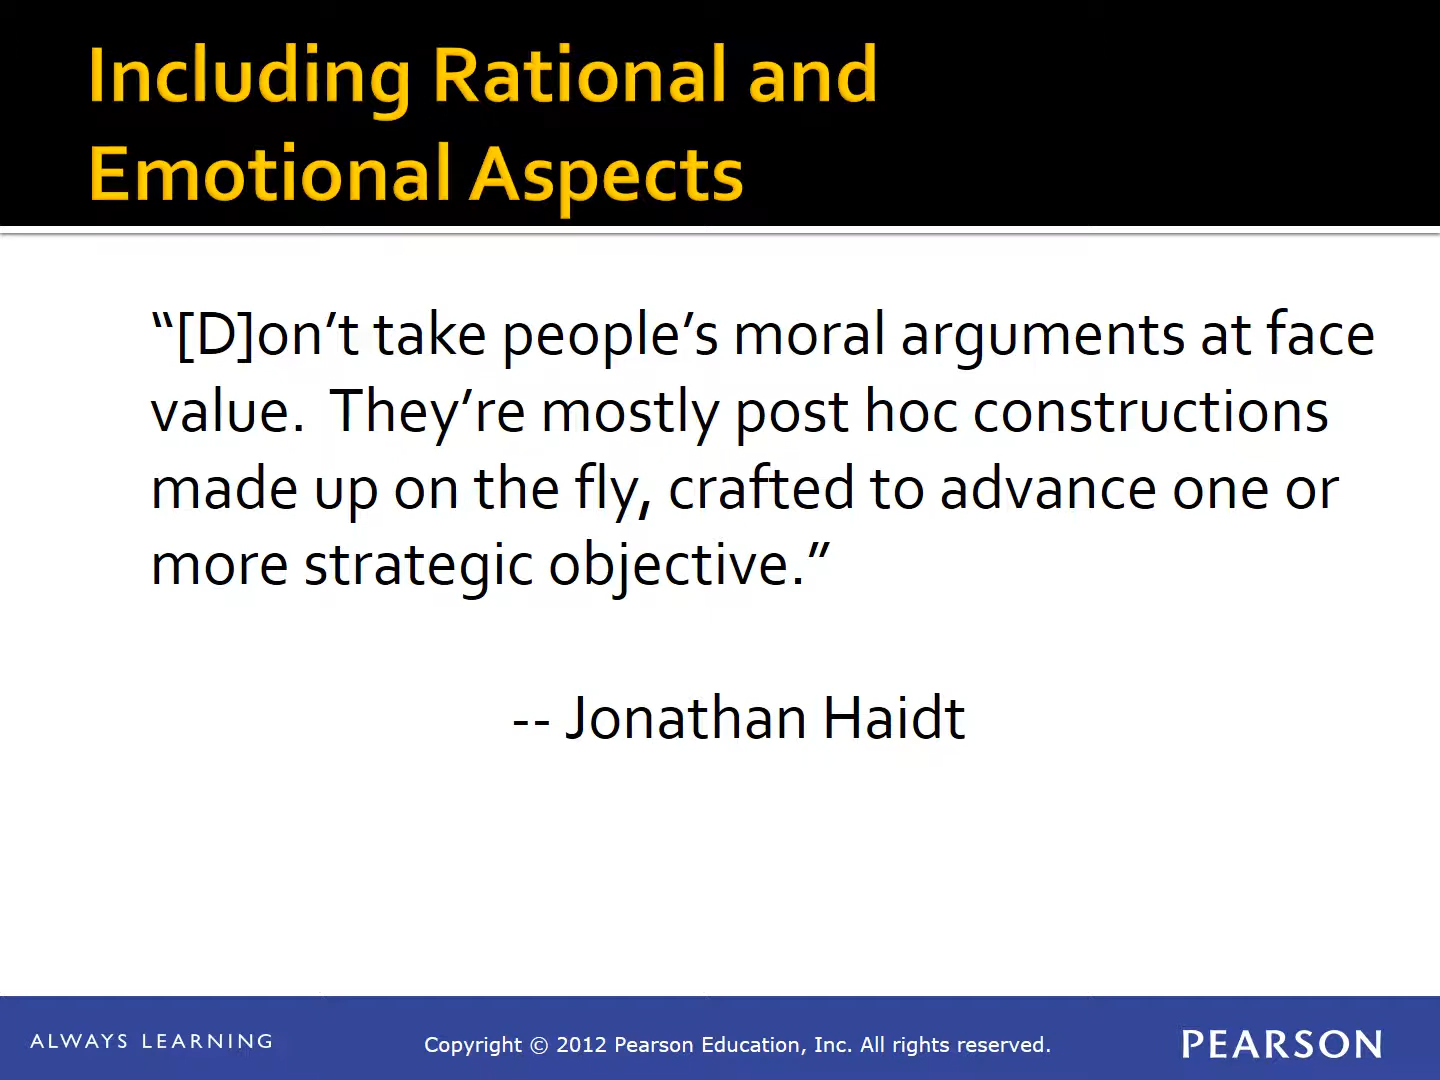 Including Rational and
Emotional Aspects
“[D]on’t take people’s moral arguments at face
value.  They’re mostly post hoc constructions
made up on the fly, crafted to advance one or
more strategic objective.”
-- Jonathan Haidt
ALWAYS LEARNING
Copyright © 2012 Pearson Education, Inc. All rights reserved.
PEARSON